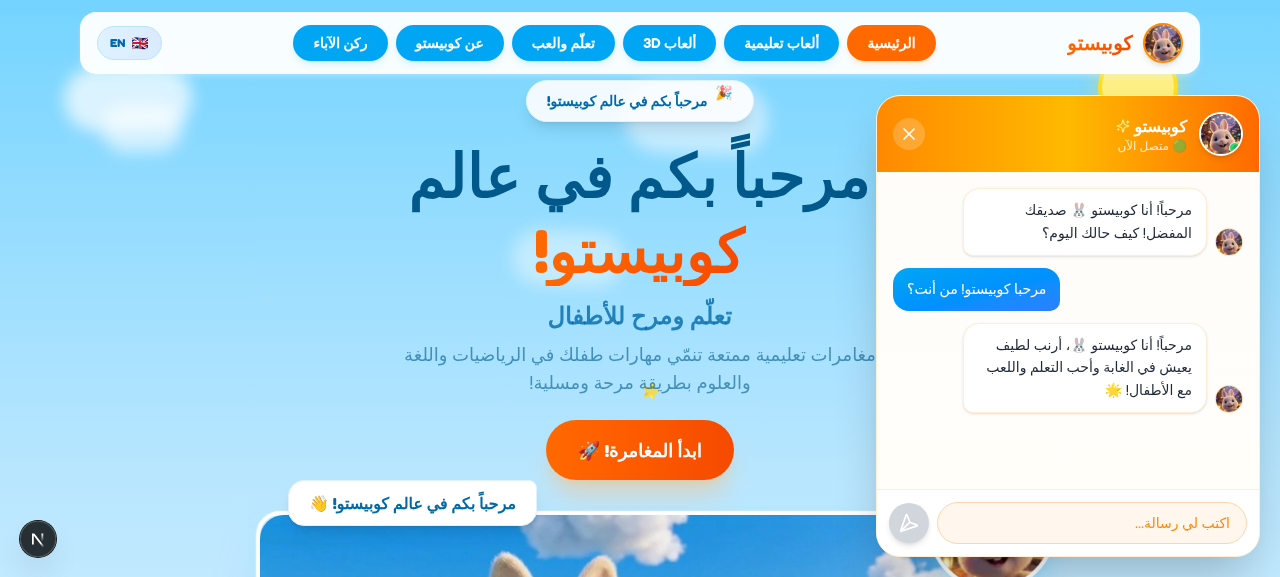 كوبيستو
الرئيسية
ألعاب تعليمية
ألعاب 3D
تعلّم والعب
عن كوبيستو
ركن الآباء
🇬🇧 EN
🎉 مرحباً بكم في عالم كوبيستو!
مرحباً بكم في عالم
كوبيستو!
تعلّم ومرح للأطفال
مغامرات تعليمية ممتعة تنمّي مهارات طفلك في الرياضيات واللغة
والعلوم بطريقة مرحة ومسلية!
ابدأ المغامرة! 🚀
مرحباً بكم في عالم كوبيستو! 👋
كوبيستو ✨
🟢 متصل الآن
مرحباً! أنا كوبيستو 🐰 صديقك
المفضل! كيف حالك اليوم؟
مرحبا كوبيستو! من أنت؟
مرحباً! أنا كوبيستو 🐰، أرنب لطيف
يعيش في الغابة وأحب التعلم واللعب
مع الأطفال! 🌟
اكتب لي رسالة...
N